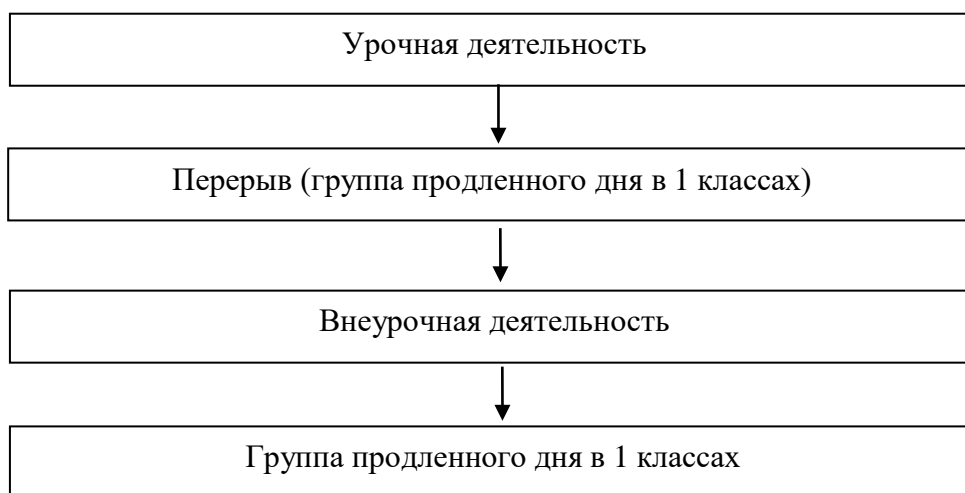 Урочная деятельность
Перерыв (группа продленного дня в 1 классах)
Внеурочная деятельность
Группа продленного дня в 1 классах